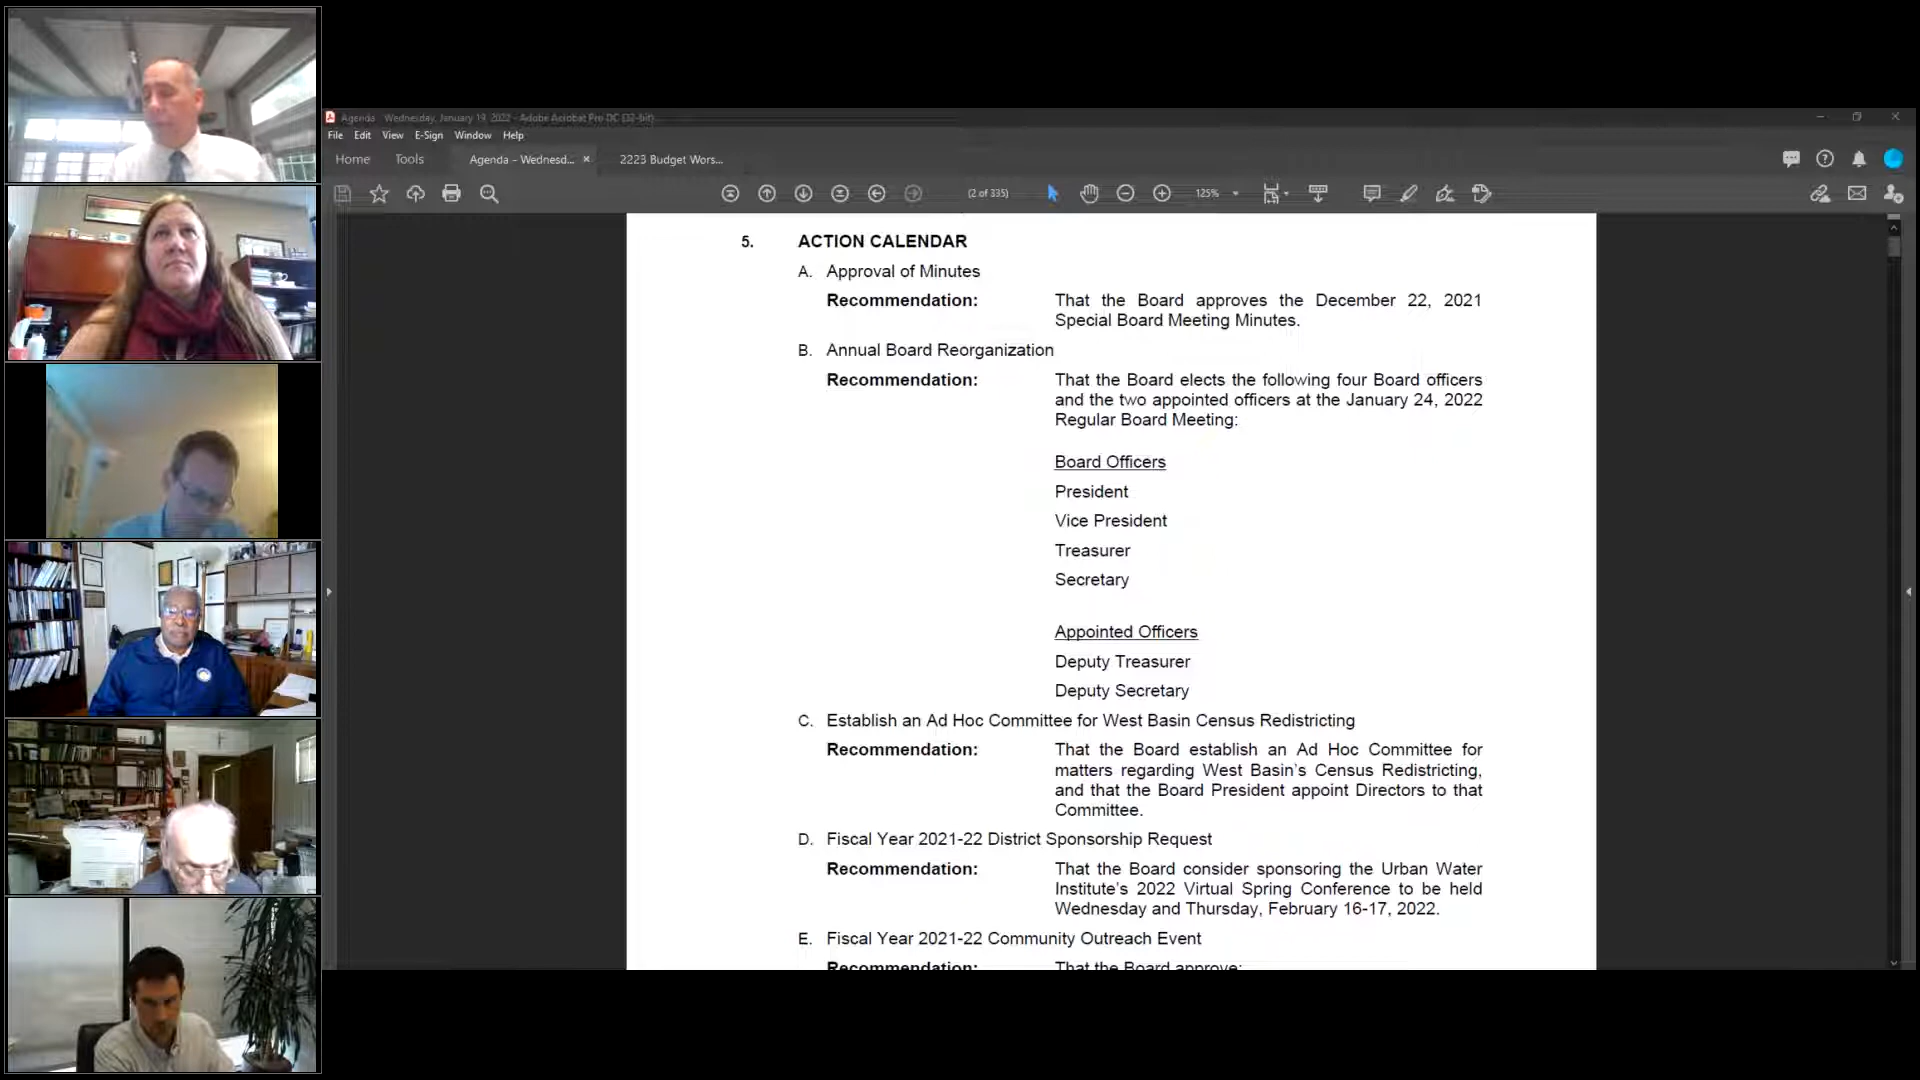 Agenda - Wednesday, January 19, 2022 - Adobe Acrobat Pro DC (32-bit)
File Edit View E-Sign Window Help
Home Tools Agenda - Wednesd... × 2223 Budget Wors...
(2 of 335) 125%
5. ACTION CALENDAR
A. Approval of Minutes
Recommendation: That the Board approves the December 22, 2021
Special Board Meeting Minutes.
B. Annual Board Reorganization
Recommendation: That the Board elects the following four Board officers
and the two appointed officers at the January 24, 2022
Regular Board Meeting:
Board Officers
President
Vice President
Treasurer
Secretary
Appointed Officers
Deputy Treasurer
Deputy Secretary
C. Establish an Ad Hoc Committee for West Basin Census Redistricting
Recommendation: That the Board establish an Ad Hoc Committee for
matters regarding West Basin's Census Redistricting,
and that the Board President appoint Directors to that
Committee.
D. Fiscal Year 2021-22 District Sponsorship Request
Recommendation: That the Board consider sponsoring the Urban Water
Institute's 2022 Virtual Spring Conference to be held
Wednesday and Thursday, February 16-17, 2022.
E. Fiscal Year 2021-22 Community Outreach Event
Recommendation: That the Board approve: